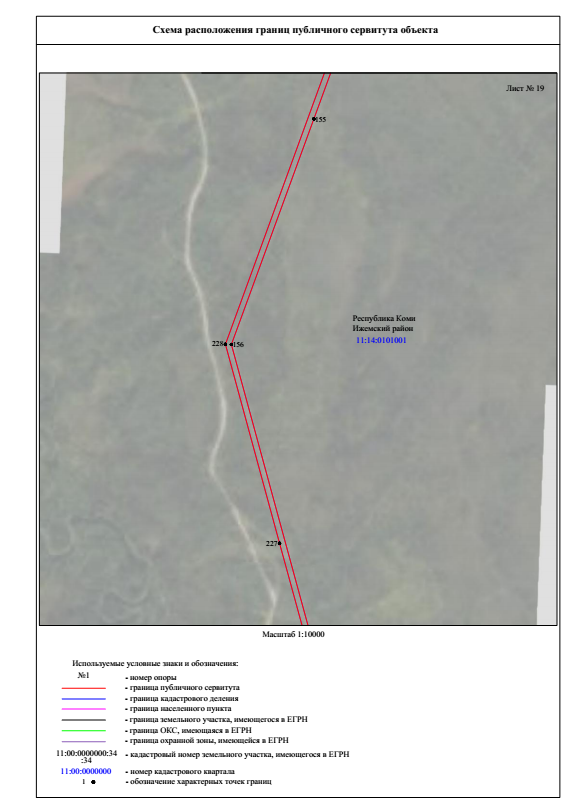 Схема расположения границ публичного сервитута объекта
Лист № 19
155
Республика Коми
Ижемский район
11:14:0101001
228
156
227
Масштаб 1:10000
Используемые условные знаки и обозначения:
№1 - номер опоры
- граница публичного сервитута
- граница кадастрового деления
- граница населенного пункта
- граница земельного участка, имеющегося в ЕГРН
- граница ОКС, имеющаяся в ЕГРН
- граница охранной зоны, имеющейся в ЕГРН
11:00:0000000:34 - кадастровый номер земельного участка, имеющегося в ЕГРН
:34
11:00:0000000 - номер кадастрового квартала
1 - обозначение характерных точек границ